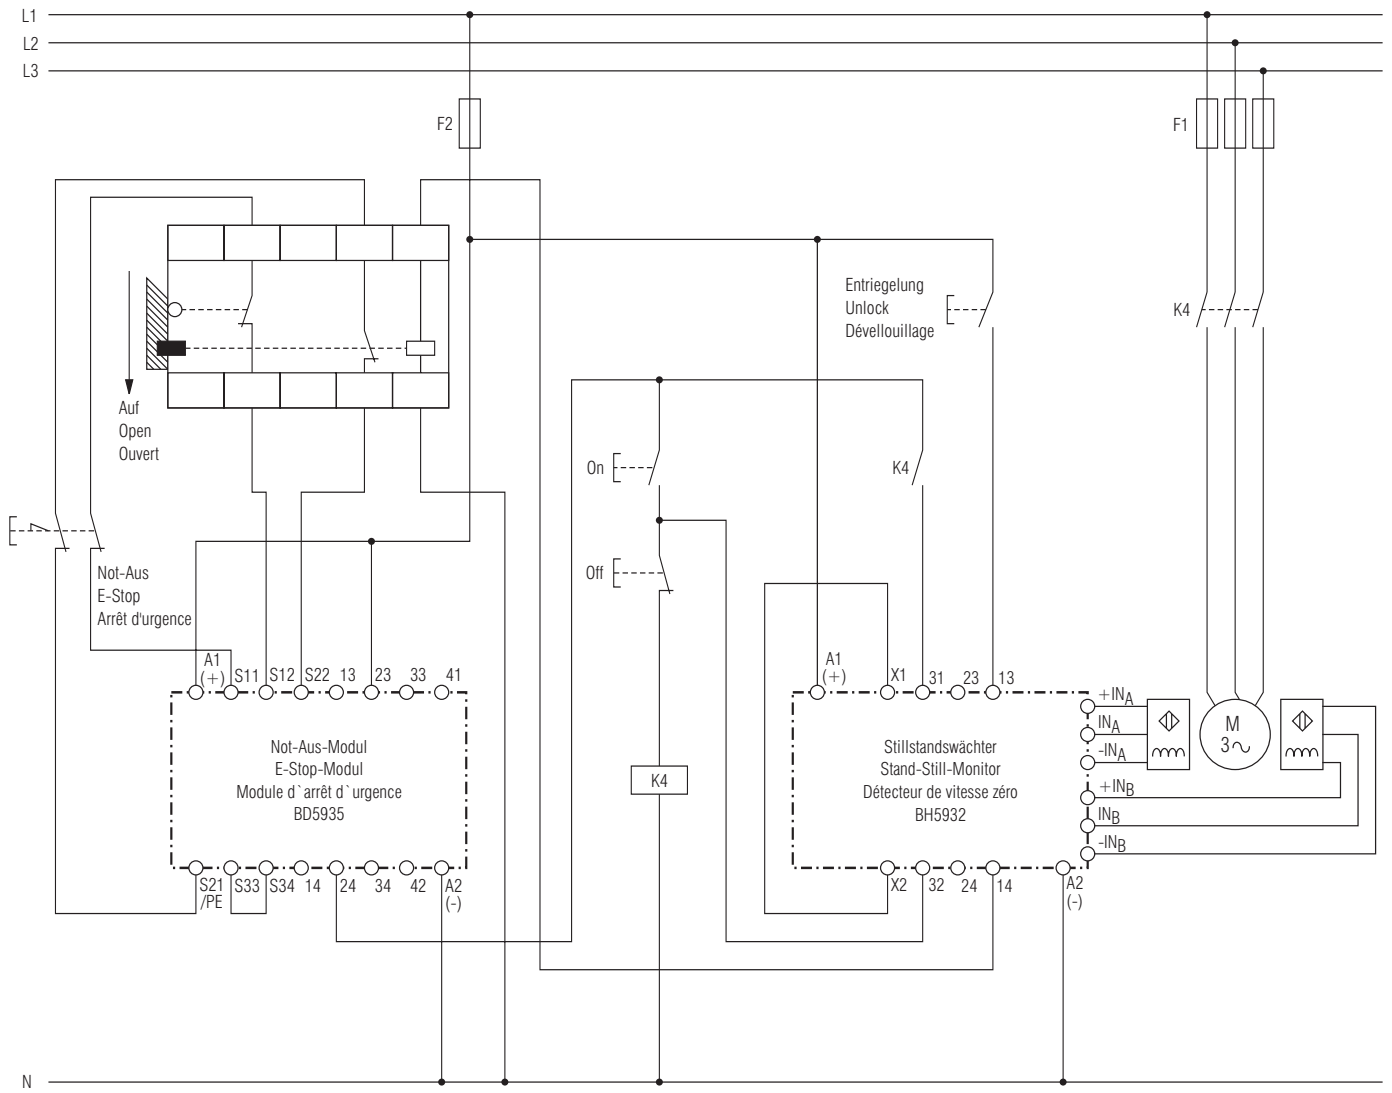 L1
L2
L3
F2
F1
Entriegelung
Unlock
Dévellouillage
K4
Auf
Open
Ouvert
On
K4
Not-Aus
E-Stop
Arrêt d'urgence
Off
A1
(+)
S11
S12
S22
13
23
33
41
A1
(+)
X1
31
23
13
Not-Aus-Modul
E-Stop-Modul
Module d`arrêt d`urgence
BD5935
K4
Stillstandswächter
Stand-Still-Monitor
Détecteur de vitesse zéro
BH5932
+INA
INA
-INA
+INB
INB
-INB
M
3~
S21
/PE
S33
S34
14
24
34
42
A2
(-)
X2
32
24
14
A2
(-)
N